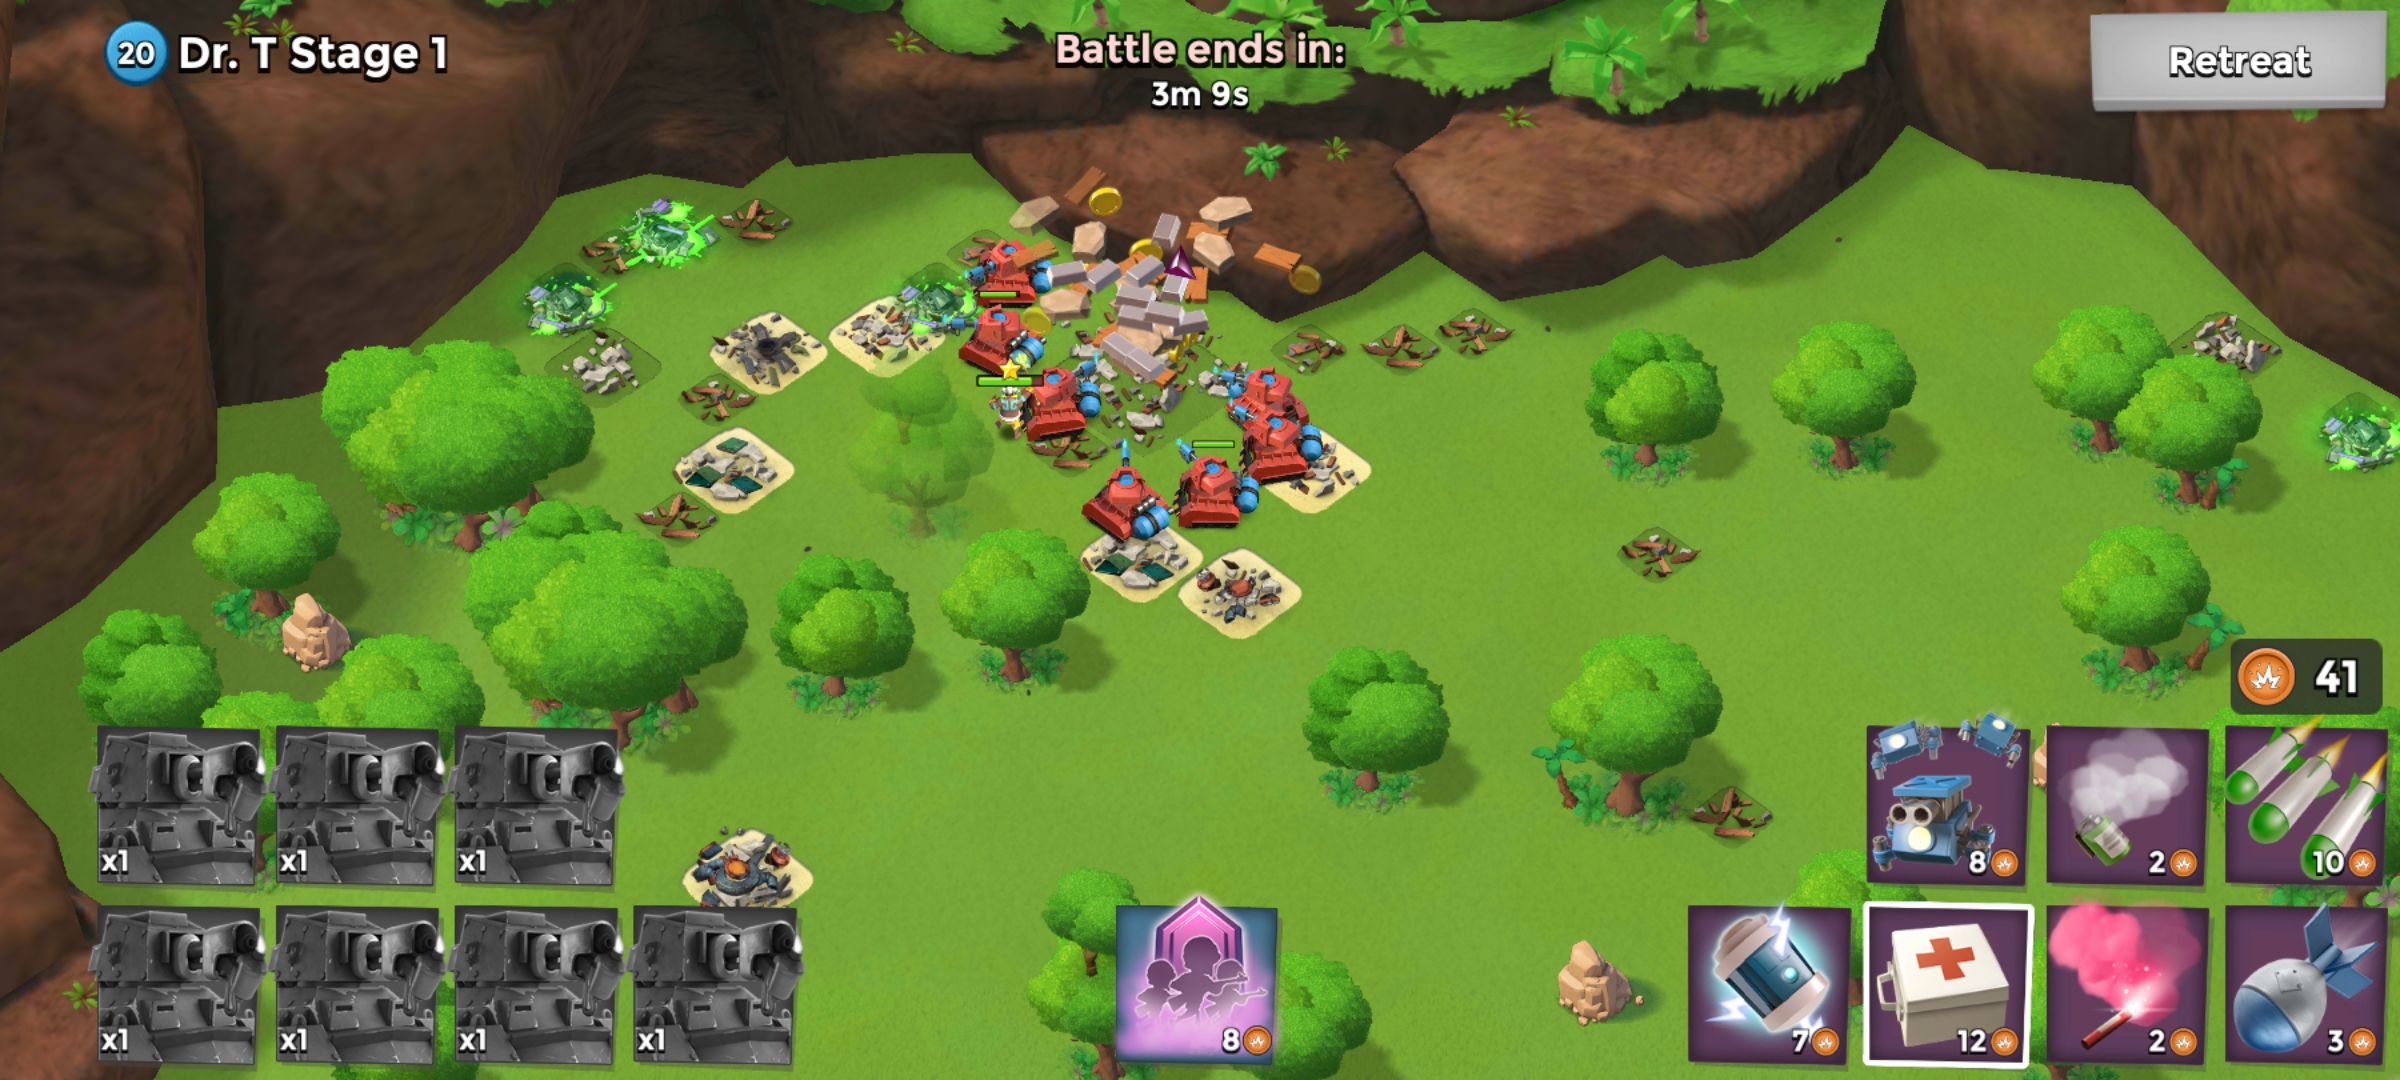 20 Dr. T Stage 1
Battle ends in:
3m 9s
Retreat
41
x1 x1 x1
8 2 10
x1 x1 x1 x1
8
7 12 2 3